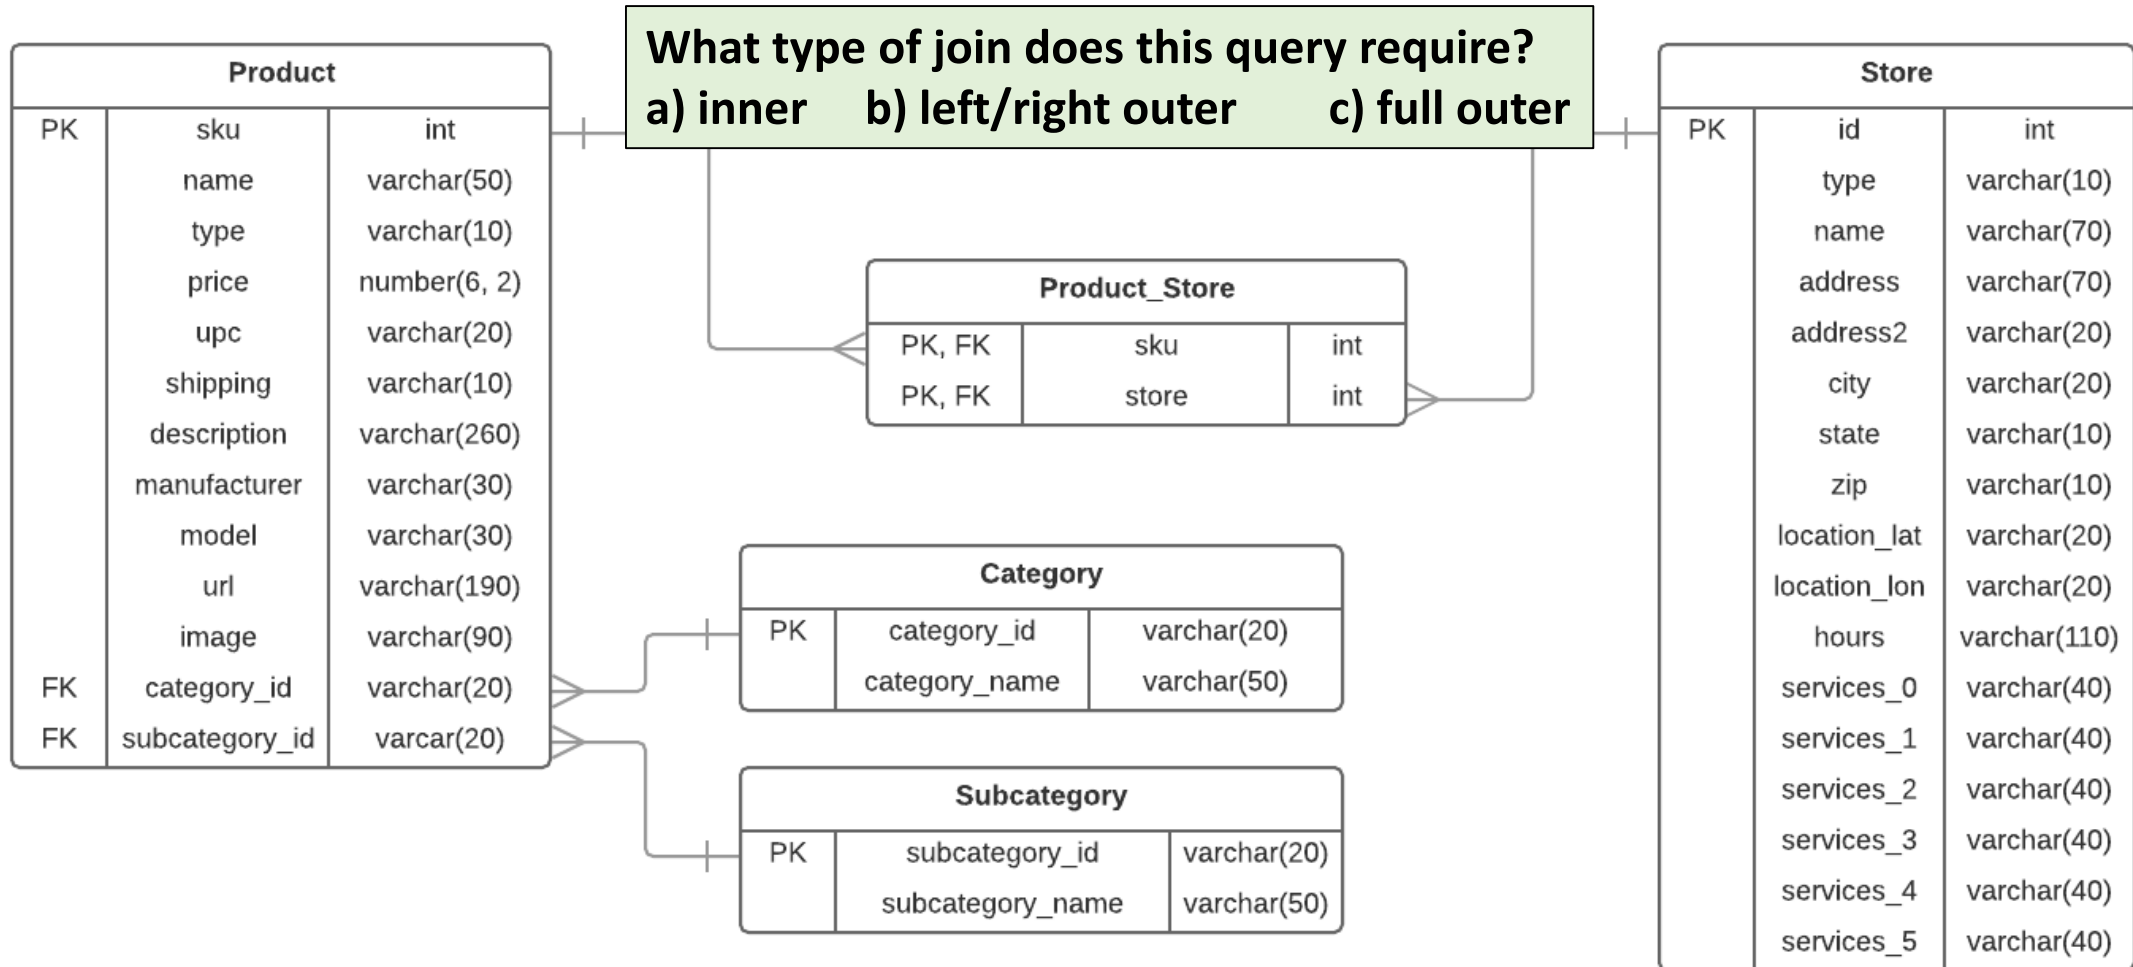 What type of join does this query require?
a) inner b) left/right outer c) full outer
Product
PK sku int
name varchar(50)
type varchar(10)
price number(6, 2)
upc varchar(20)
shipping varchar(10)
description varchar(260)
manufacturer varchar(30)
model varchar(30)
url varchar(190)
image varchar(90)
FK category_id varchar(20)
FK subcategory_id varcar(20)
Product_Store
PK, FK sku int
PK, FK store int
Category
PK category_id varchar(20)
category_name varchar(50)
Subcategory
PK subcategory_id varchar(20)
subcategory_name varchar(50)
Store
PK id int
type varchar(10)
name varchar(70)
address varchar(70)
address2 varchar(20)
city varchar(20)
state varchar(10)
zip varchar(10)
location_lat varchar(20)
location_lon varchar(20)
hours varchar(110)
services_0 varchar(40)
services_1 varchar(40)
services_2 varchar(40)
services_3 varchar(40)
services_4 varchar(40)
services_5 varchar(40)